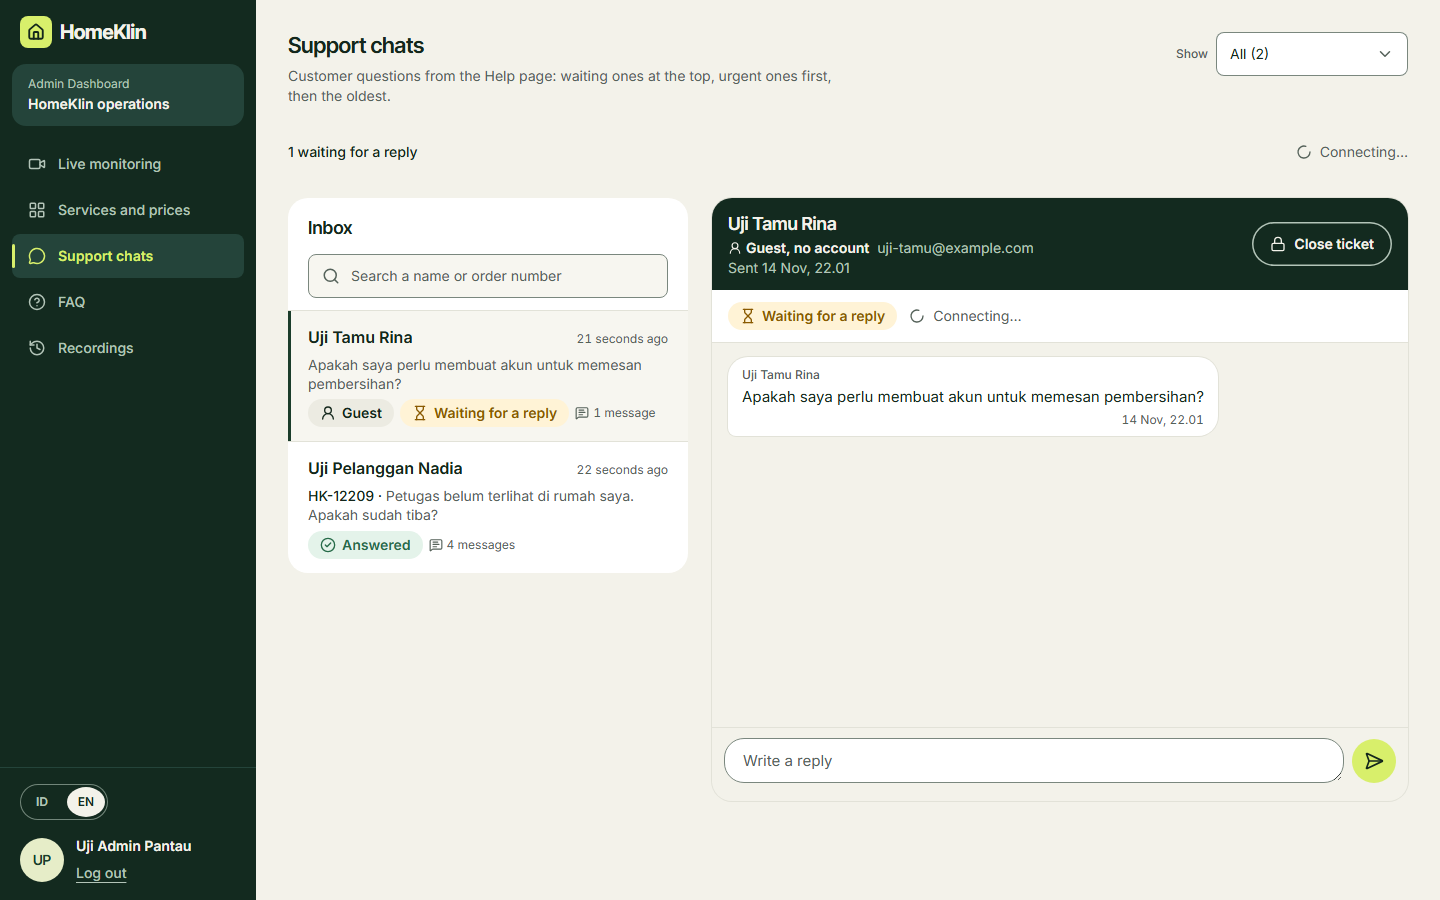 HomeKlin
Admin Dashboard
HomeKlin operations
Live monitoring
Services and prices
Support chats
FAQ
Recordings
ID EN
UP
Uji Admin Pantau
Log out
Support chats
Customer questions from the Help page: waiting ones at the top, urgent ones first,
then the oldest.
Show
All (2)
1 waiting for a reply
Connecting...
Inbox
Search a name or order number
Uji Tamu Rina 21 seconds ago
Apakah saya perlu membuat akun untuk memesan
pembersihan?
Guest Waiting for a reply 1 message
Uji Pelanggan Nadia 22 seconds ago
HK-12209 · Petugas belum terlihat di rumah saya.
Apakah sudah tiba?
Answered 4 messages
Uji Tamu Rina
Guest, no account uji-tamu@example.com
Sent 14 Nov, 22.01
Close ticket
Waiting for a reply Connecting...
Uji Tamu Rina
Apakah saya perlu membuat akun untuk memesan pembersihan?
14 Nov, 22.01
Write a reply